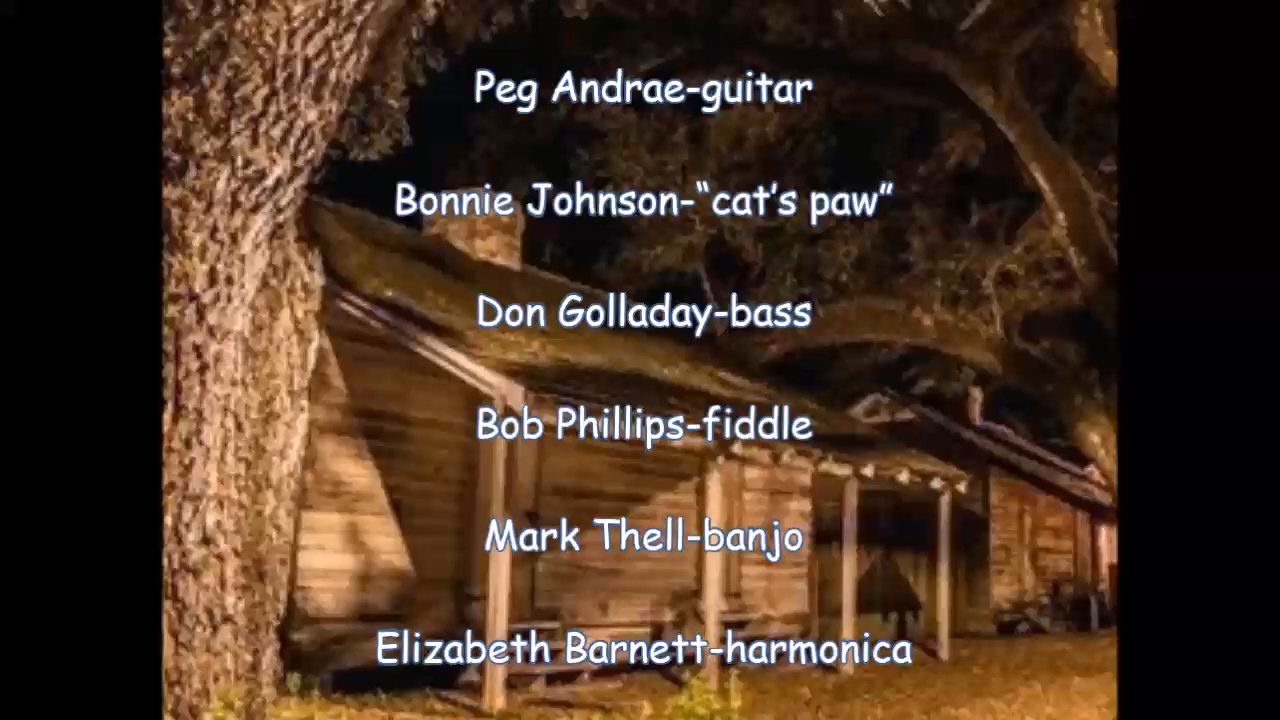 Peg Andrae-guitar
Bonnie Johnson-“cat’s paw”
Don Golladay-bass
Bob Phillips-fiddle
Mark Thell-banjo
Elizabeth Barnett-harmonica